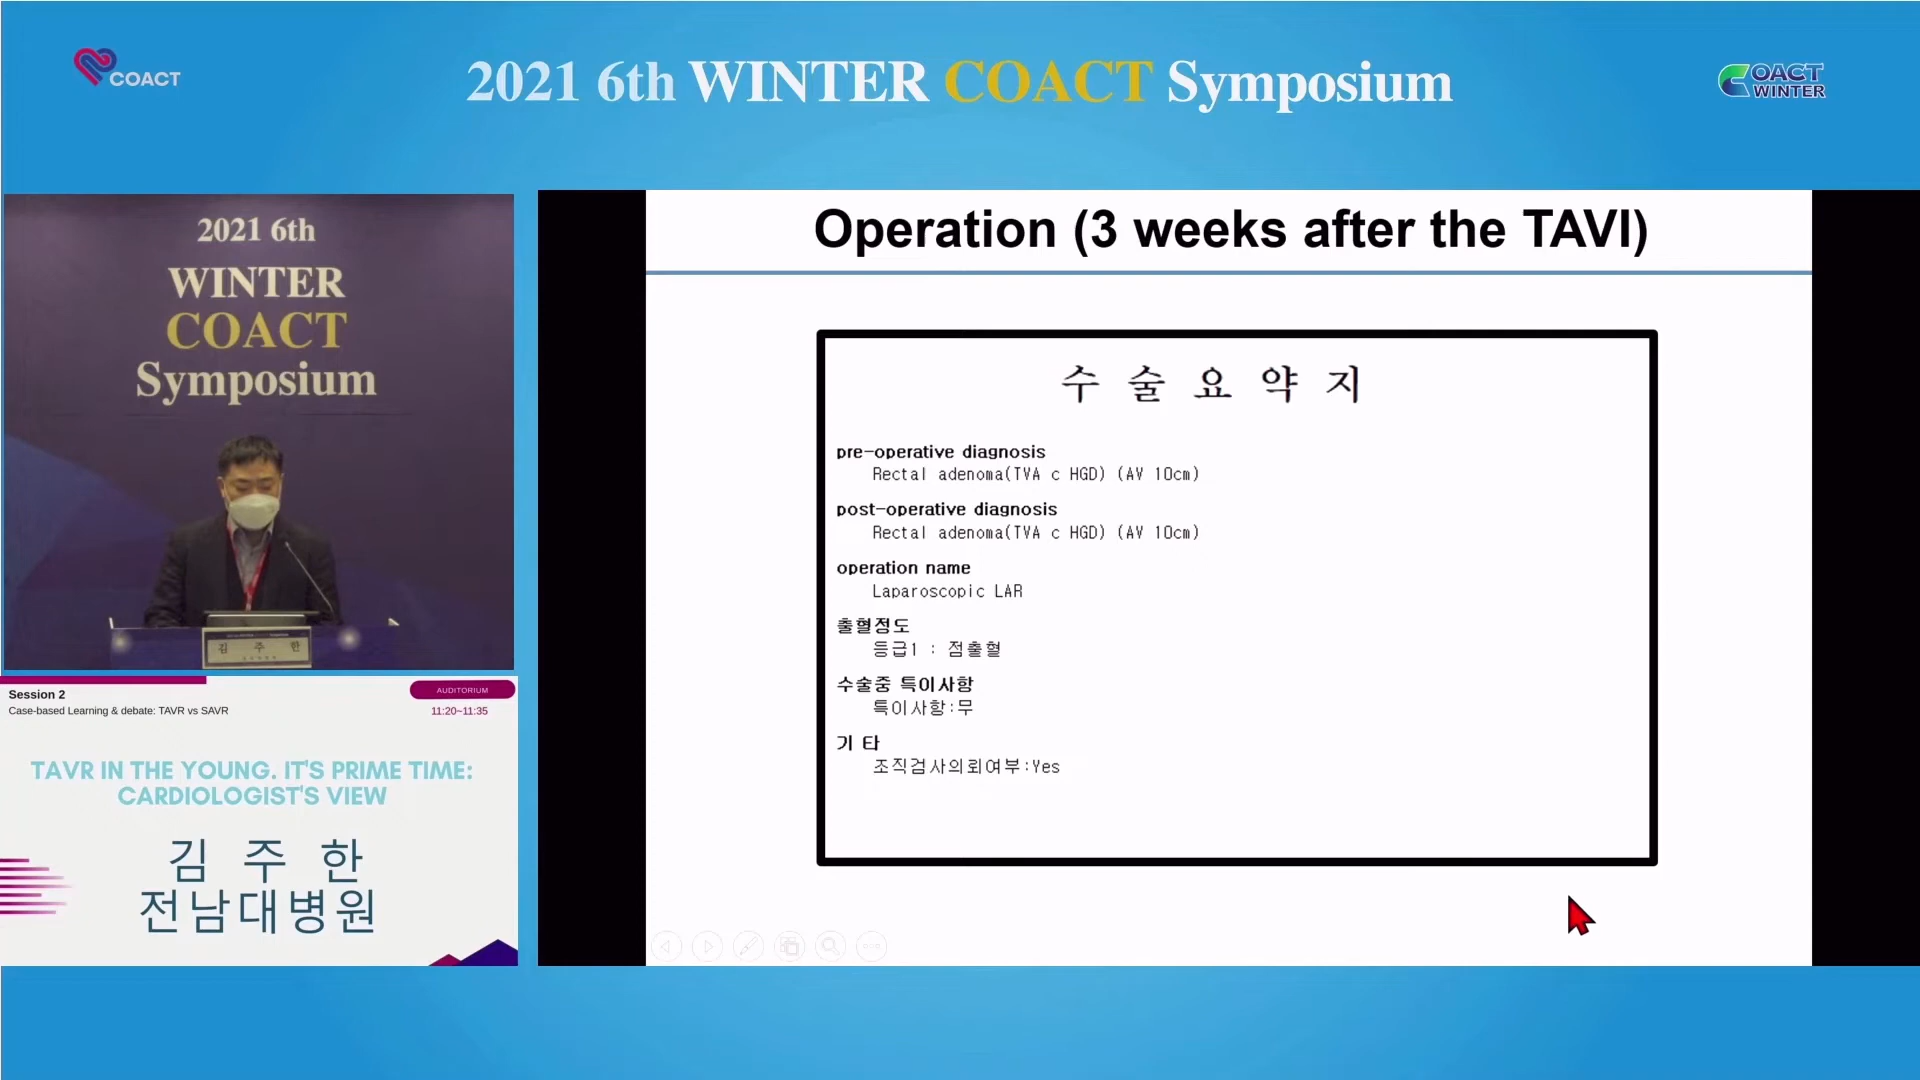 COACT
2021 6th WINTER COACT Symposium
COACT
WINTER
2021 6th
WINTER
COACT
Symposium
김 주 한
Session 2
Case-based Learning & debate: TAVR vs SAVR
AUDITORIUM
11:20~11:35
TAVR IN THE YOUNG. IT'S PRIME TIME:
CARDIOLOGIST'S VIEW
김 주 한
전남대병원
Operation (3 weeks after the TAVI)
수 술 요 약 지
pre-operative diagnosis
Rectal adenoma(TVA c HGD) (AV 10cm)
post-operative diagnosis
Rectal adenoma(TVA c HGD) (AV 10cm)
operation name
Laparoscopic LAR
출혈정도
등급1 : 점출혈
수술중 특이사항
특이사항:무
기 타
조직검사의뢰여부:Yes